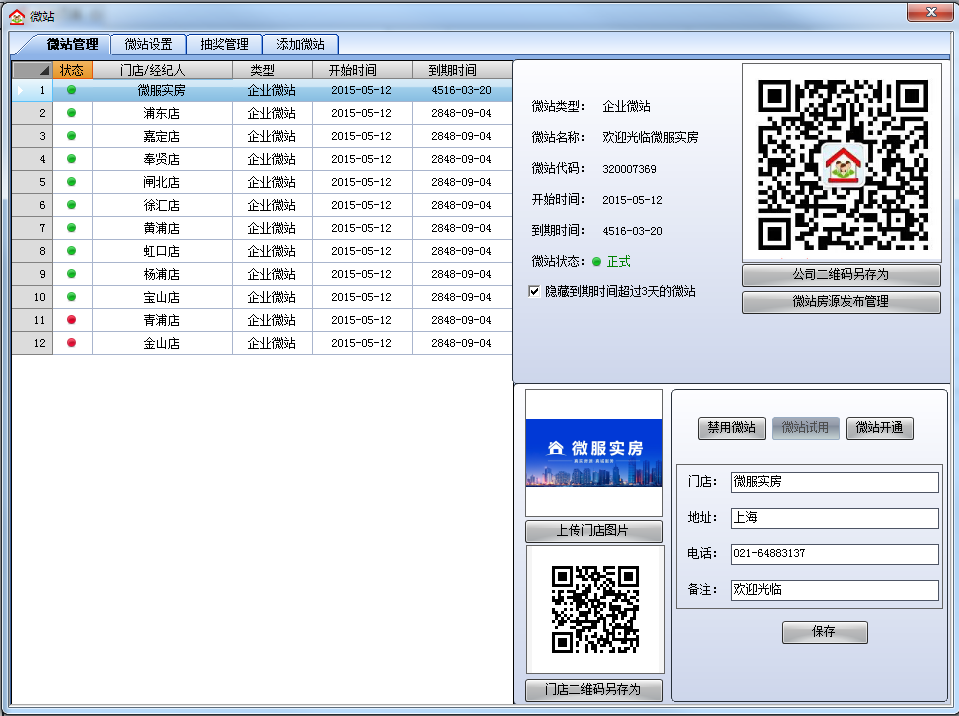 微站
微站管理 微站设置 抽奖管理 添加微站
状态 门店/经纪人 类型 开始时间 到期时间
1 微服实房 企业微站 2015-05-12 4516-03-20
2 浦东店 企业微站 2015-05-12 2848-09-04
3 嘉定店 企业微站 2015-05-12 2848-09-04
4 奉贤店 企业微站 2015-05-12 2848-09-04
5 闸北店 企业微站 2015-05-12 2848-09-04
6 徐汇店 企业微站 2015-05-12 2848-09-04
7 黄浦店 企业微站 2015-05-12 2848-09-04
8 虹口店 企业微站 2015-05-12 2848-09-04
9 杨浦店 企业微站 2015-05-12 2848-09-04
10 宝山店 企业微站 2015-05-12 2848-09-04
11 青浦店 企业微站 2015-05-12 2848-09-04
12 金山店 企业微站 2015-05-12 2848-09-04
微站类型： 企业微站
微站名称： 欢迎光临微服实房
微站代码： 320007369
开始时间： 2015-05-12
到期时间： 4516-03-20
微站状态： 正式
隐藏到期时间超过3天的微站
公司二维码另存为
微站房源发布管理
微服实房
上传门店图片
门店二维码另存为
禁用微站 微站试用 微站开通
门店： 微服实房
地址： 上海
电话： 021-64883137
备注： 欢迎光临
保存